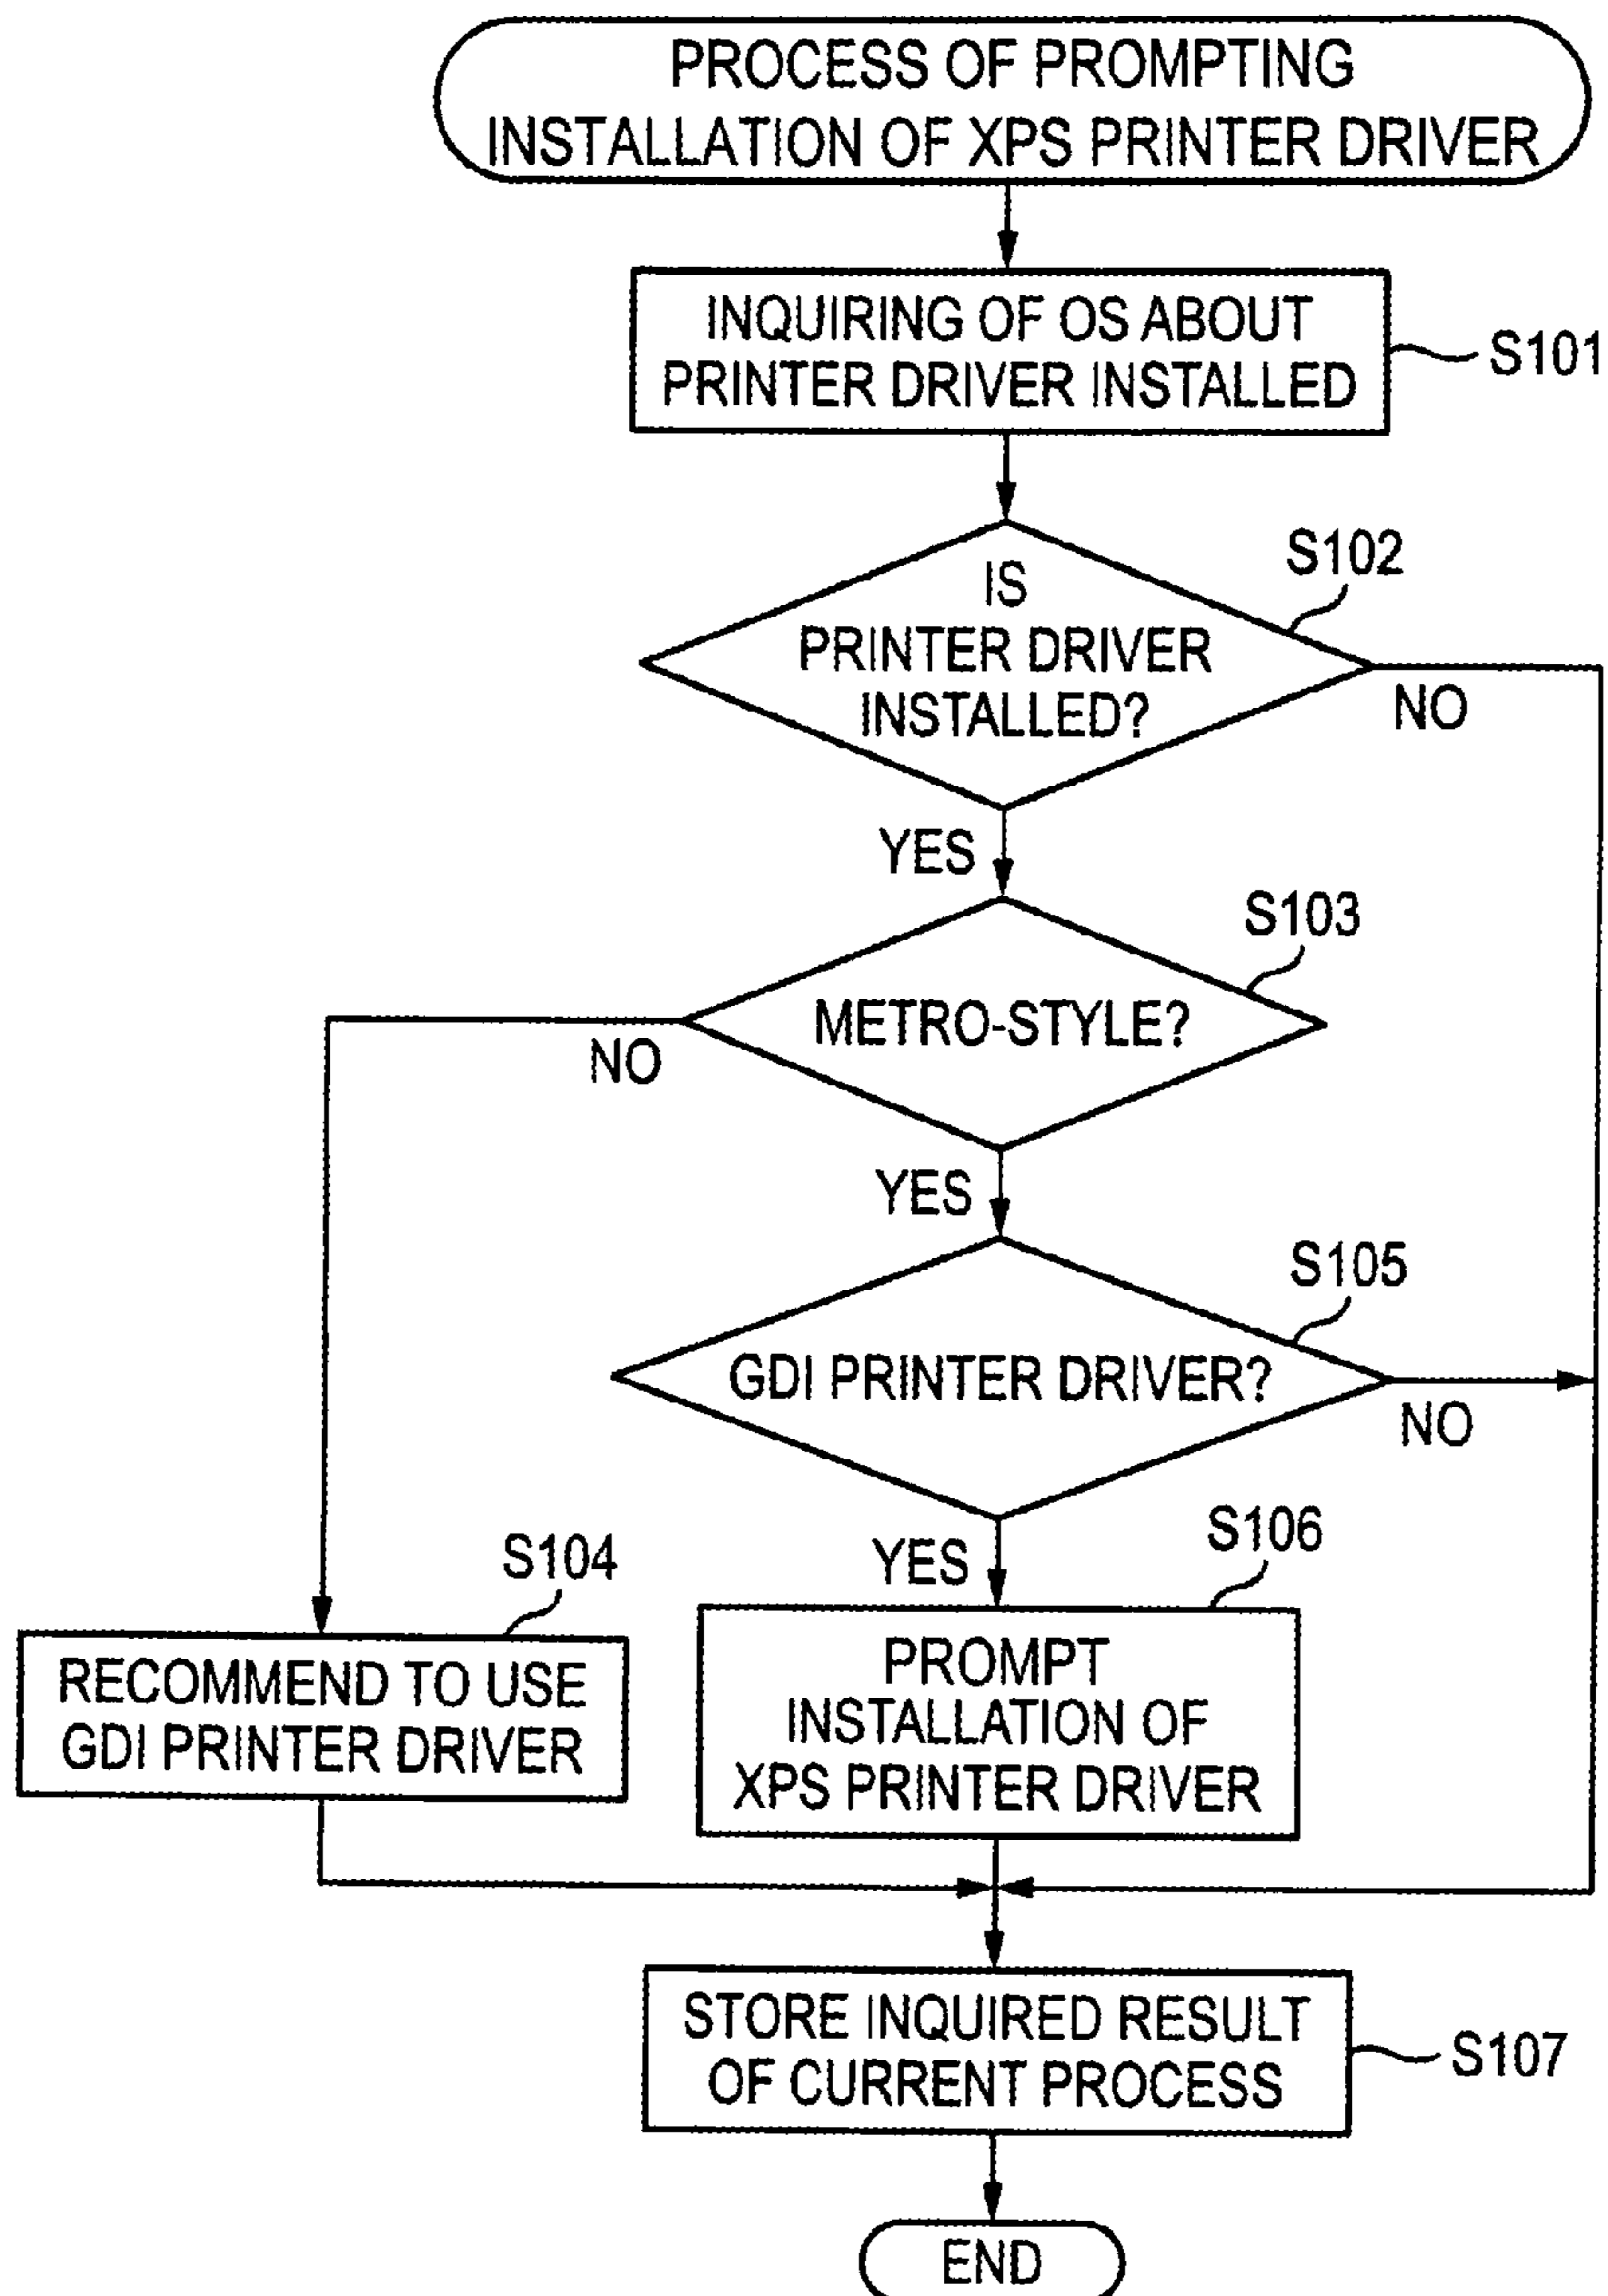 PROCESS OF PROMPTING
INSTALLATION OF XPS PRINTER DRIVER
INQUIRING OF OS ABOUT
PRINTER DRIVER INSTALLED
S101
S102
IS
PRINTER DRIVER
INSTALLED?
NO
YES
S103
METRO-STYLE?
NO
YES
S105
GDI PRINTER DRIVER?
NO
YES
S106
S104
RECOMMEND TO USE
GDI PRINTER DRIVER
PROMPT
INSTALLATION OF
XPS PRINTER DRIVER
STORE INQUIRED RESULT
OF CURRENT PROCESS
S107
END